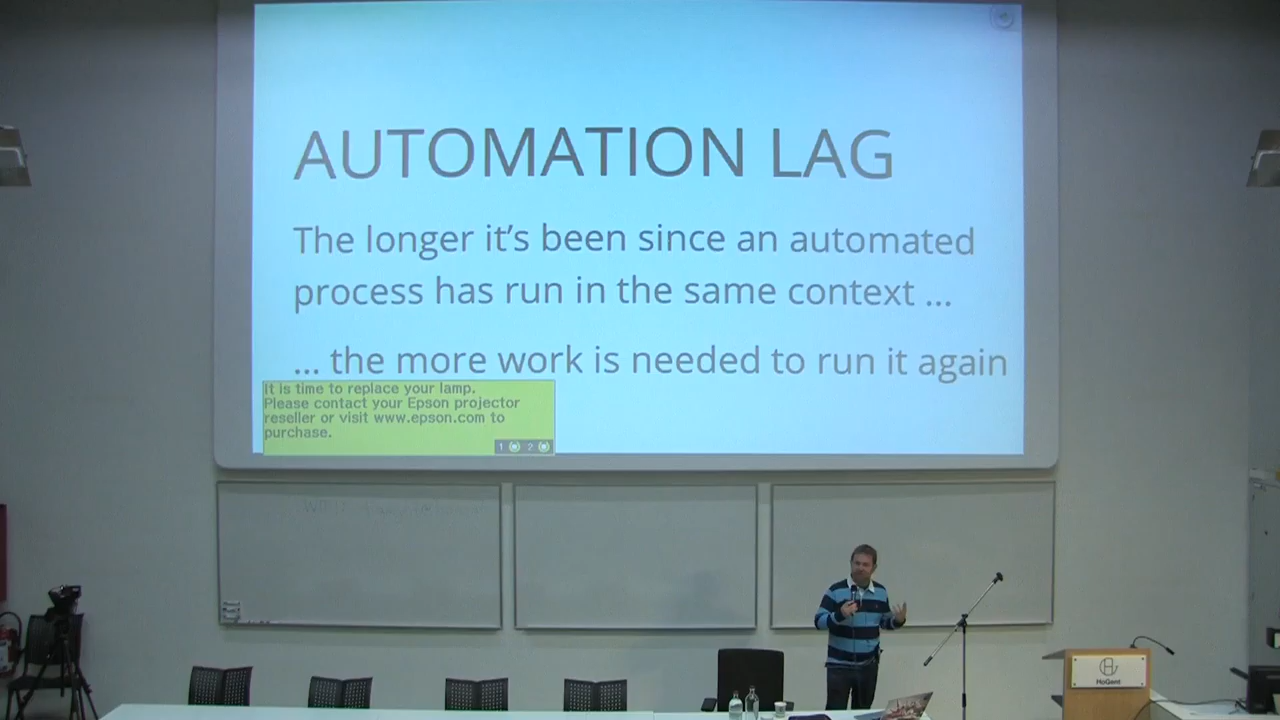 AUTOMATION LAG
The longer it's been since an automated
process has run in the same context ...
... the more work is needed to run it again
It is time to replace your lamp.
Please contact your Epson projector
reseller or visit www.epson.com to
purchase.
1 2
HoGent